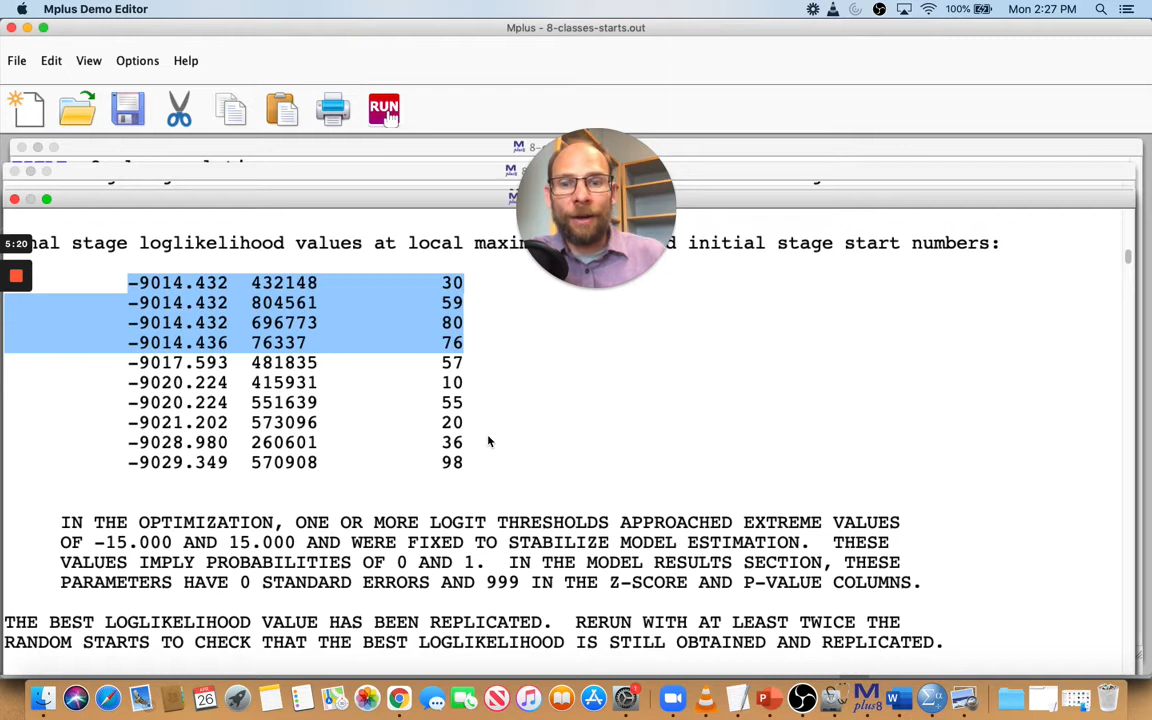 Mplus Demo Editor
100%
Mon 2:27 PM
Mplus - 8-classes-starts.out
File Edit View Options Help
RUN
5:20
nal stage loglikelihood values at local maxim d initial stage start numbers:
-9014.432 432148 30
-9014.432 804561 59
-9014.432 696773 80
-9014.436 76337 76
-9017.593 481835 57
-9020.224 415931 10
-9020.224 551639 55
-9021.202 573096 20
-9028.980 260601 36
-9029.349 570908 98
IN THE OPTIMIZATION, ONE OR MORE LOGIT THRESHOLDS APPROACHED EXTREME VALUES
OF -15.000 AND 15.000 AND WERE FIXED TO STABILIZE MODEL ESTIMATION. THESE
VALUES IMPLY PROBABILITIES OF 0 AND 1. IN THE MODEL RESULTS SECTION, THESE
PARAMETERS HAVE 0 STANDARD ERRORS AND 999 IN THE Z-SCORE AND P-VALUE COLUMNS.
THE BEST LOGLIKELIHOOD VALUE HAS BEEN REPLICATED. RERUN WITH AT LEAST TWICE THE
RANDOM STARTS TO CHECK THAT THE BEST LOGLIKELIHOOD IS STILL OBTAINED AND REPLICATED.